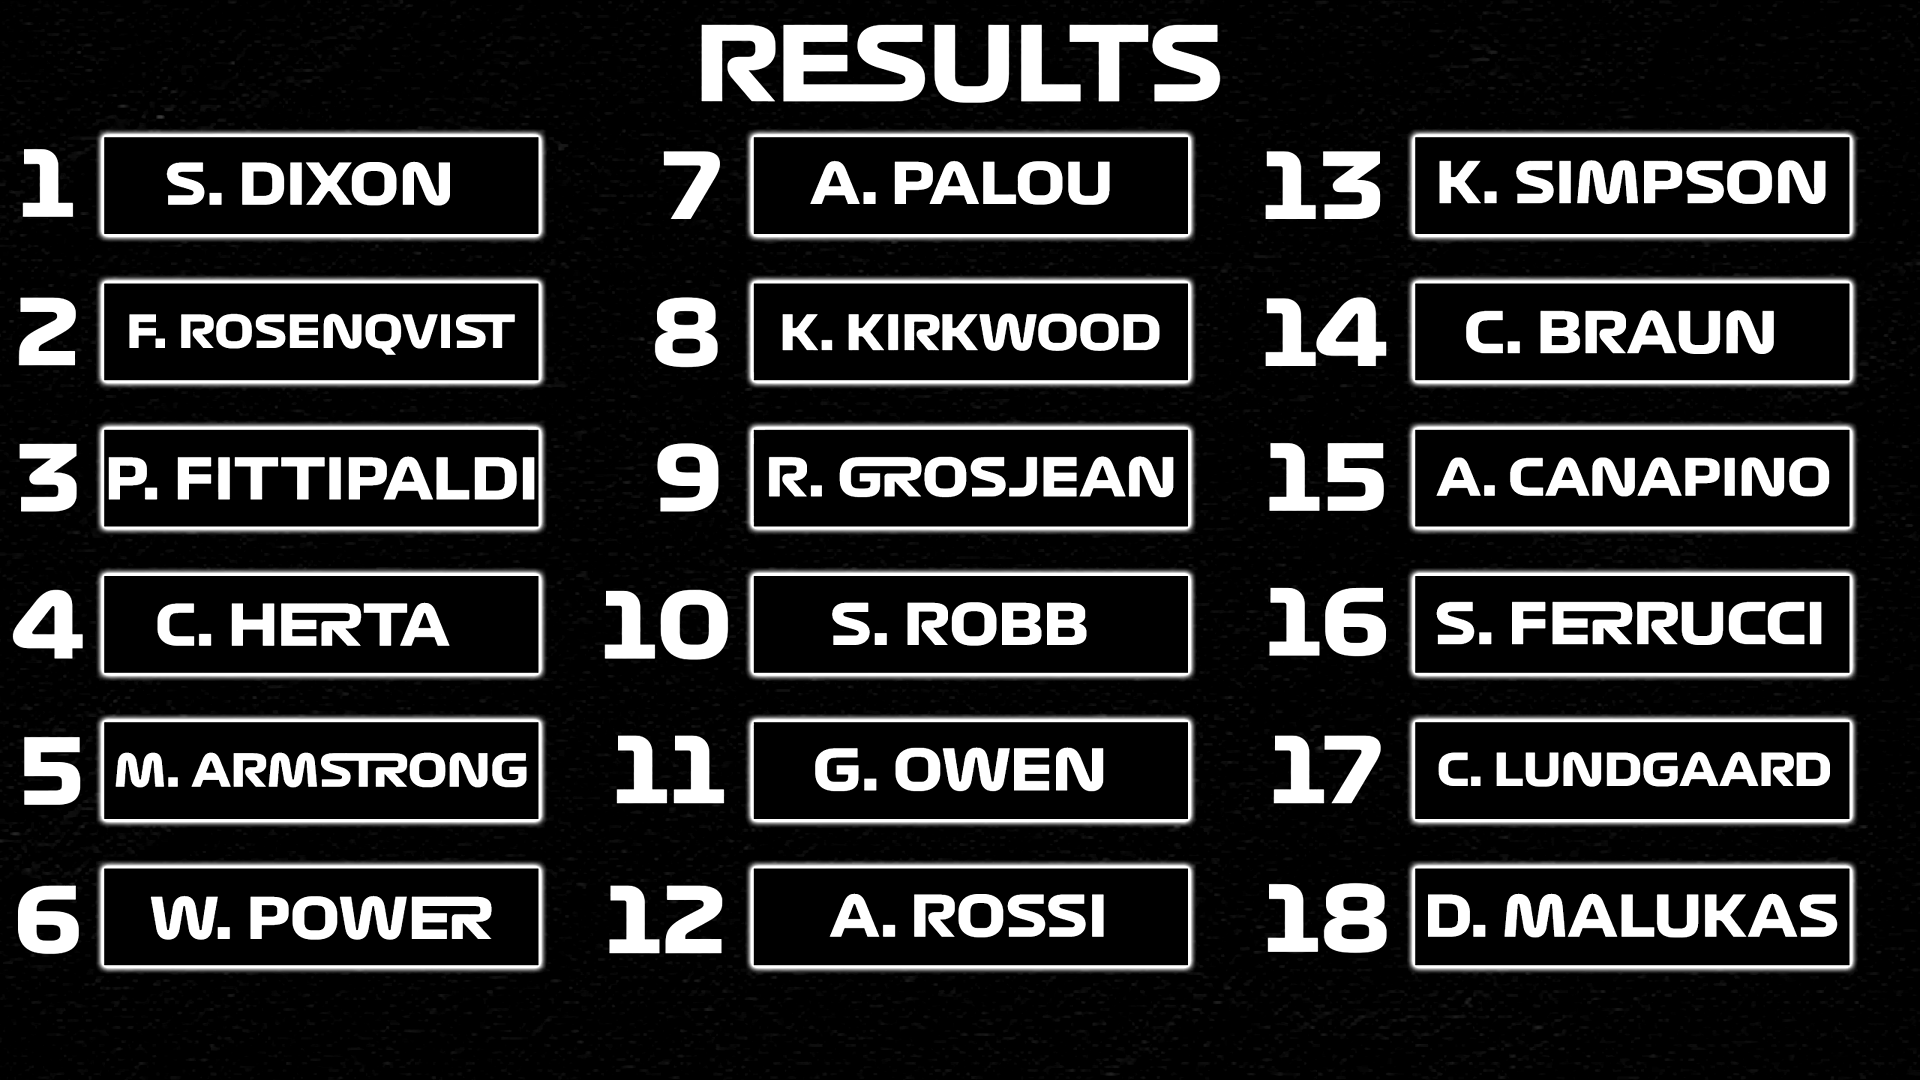 RESULTS
1 S. DIXON
2 F. ROSENQVIST
3 P. FITTIPALDI
4 C. HERTA
5 M. ARMSTRONG
6 W. POWER
7 A. PALOU
8 K. KIRKWOOD
9 R. GROSJEAN
10 S. ROBB
11 G. OWEN
12 A. ROSSI
13 K. SIMPSON
14 C. BRAUN
15 A. CANAPINO
16 S. FERRUCCI
17 C. LUNDGAARD
18 D. MALUKAS